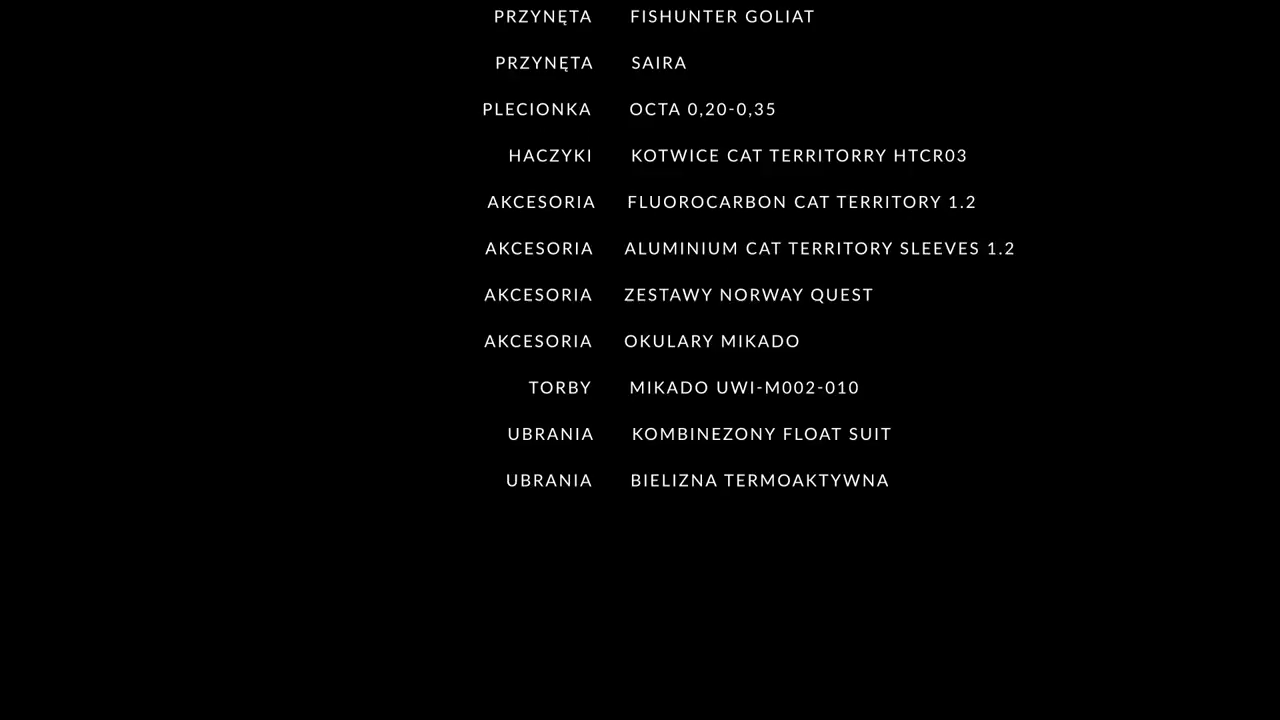 PRZYNĘTA FISHUNTER GOLIAT
PRZYNĘTA SAIRA
PLECIONKA OCTA 0,20-0,35
HACZYKI KOTWICE CAT TERRITORRY HTCR03
AKCESORIA FLUOROCARBON CAT TERRITORY 1.2
AKCESORIA ALUMINIUM CAT TERRITORY SLEEVES 1.2
AKCESORIA ZESTAWY NORWAY QUEST
AKCESORIA OKULARY MIKADO
TORBY MIKADO UWI-M002-010
UBRANIA KOMBINEZONY FLOAT SUIT
UBRANIA BIELIZNA TERMOAKTYWNA